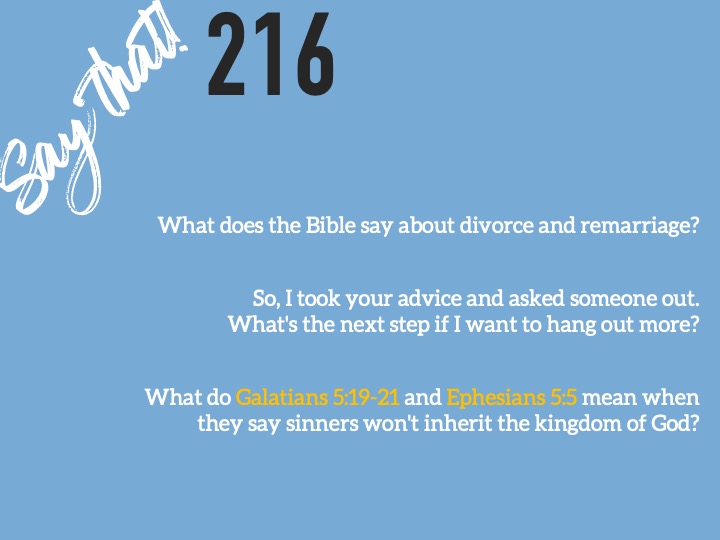 Say that!
216
What does the Bible say about divorce and remarriage?
So, I took your advice and asked someone out.
What's the next step if I want to hang out more?
What do Galatians 5:19-21 and Ephesians 5:5 mean when
they say sinners won't inherit the kingdom of God?